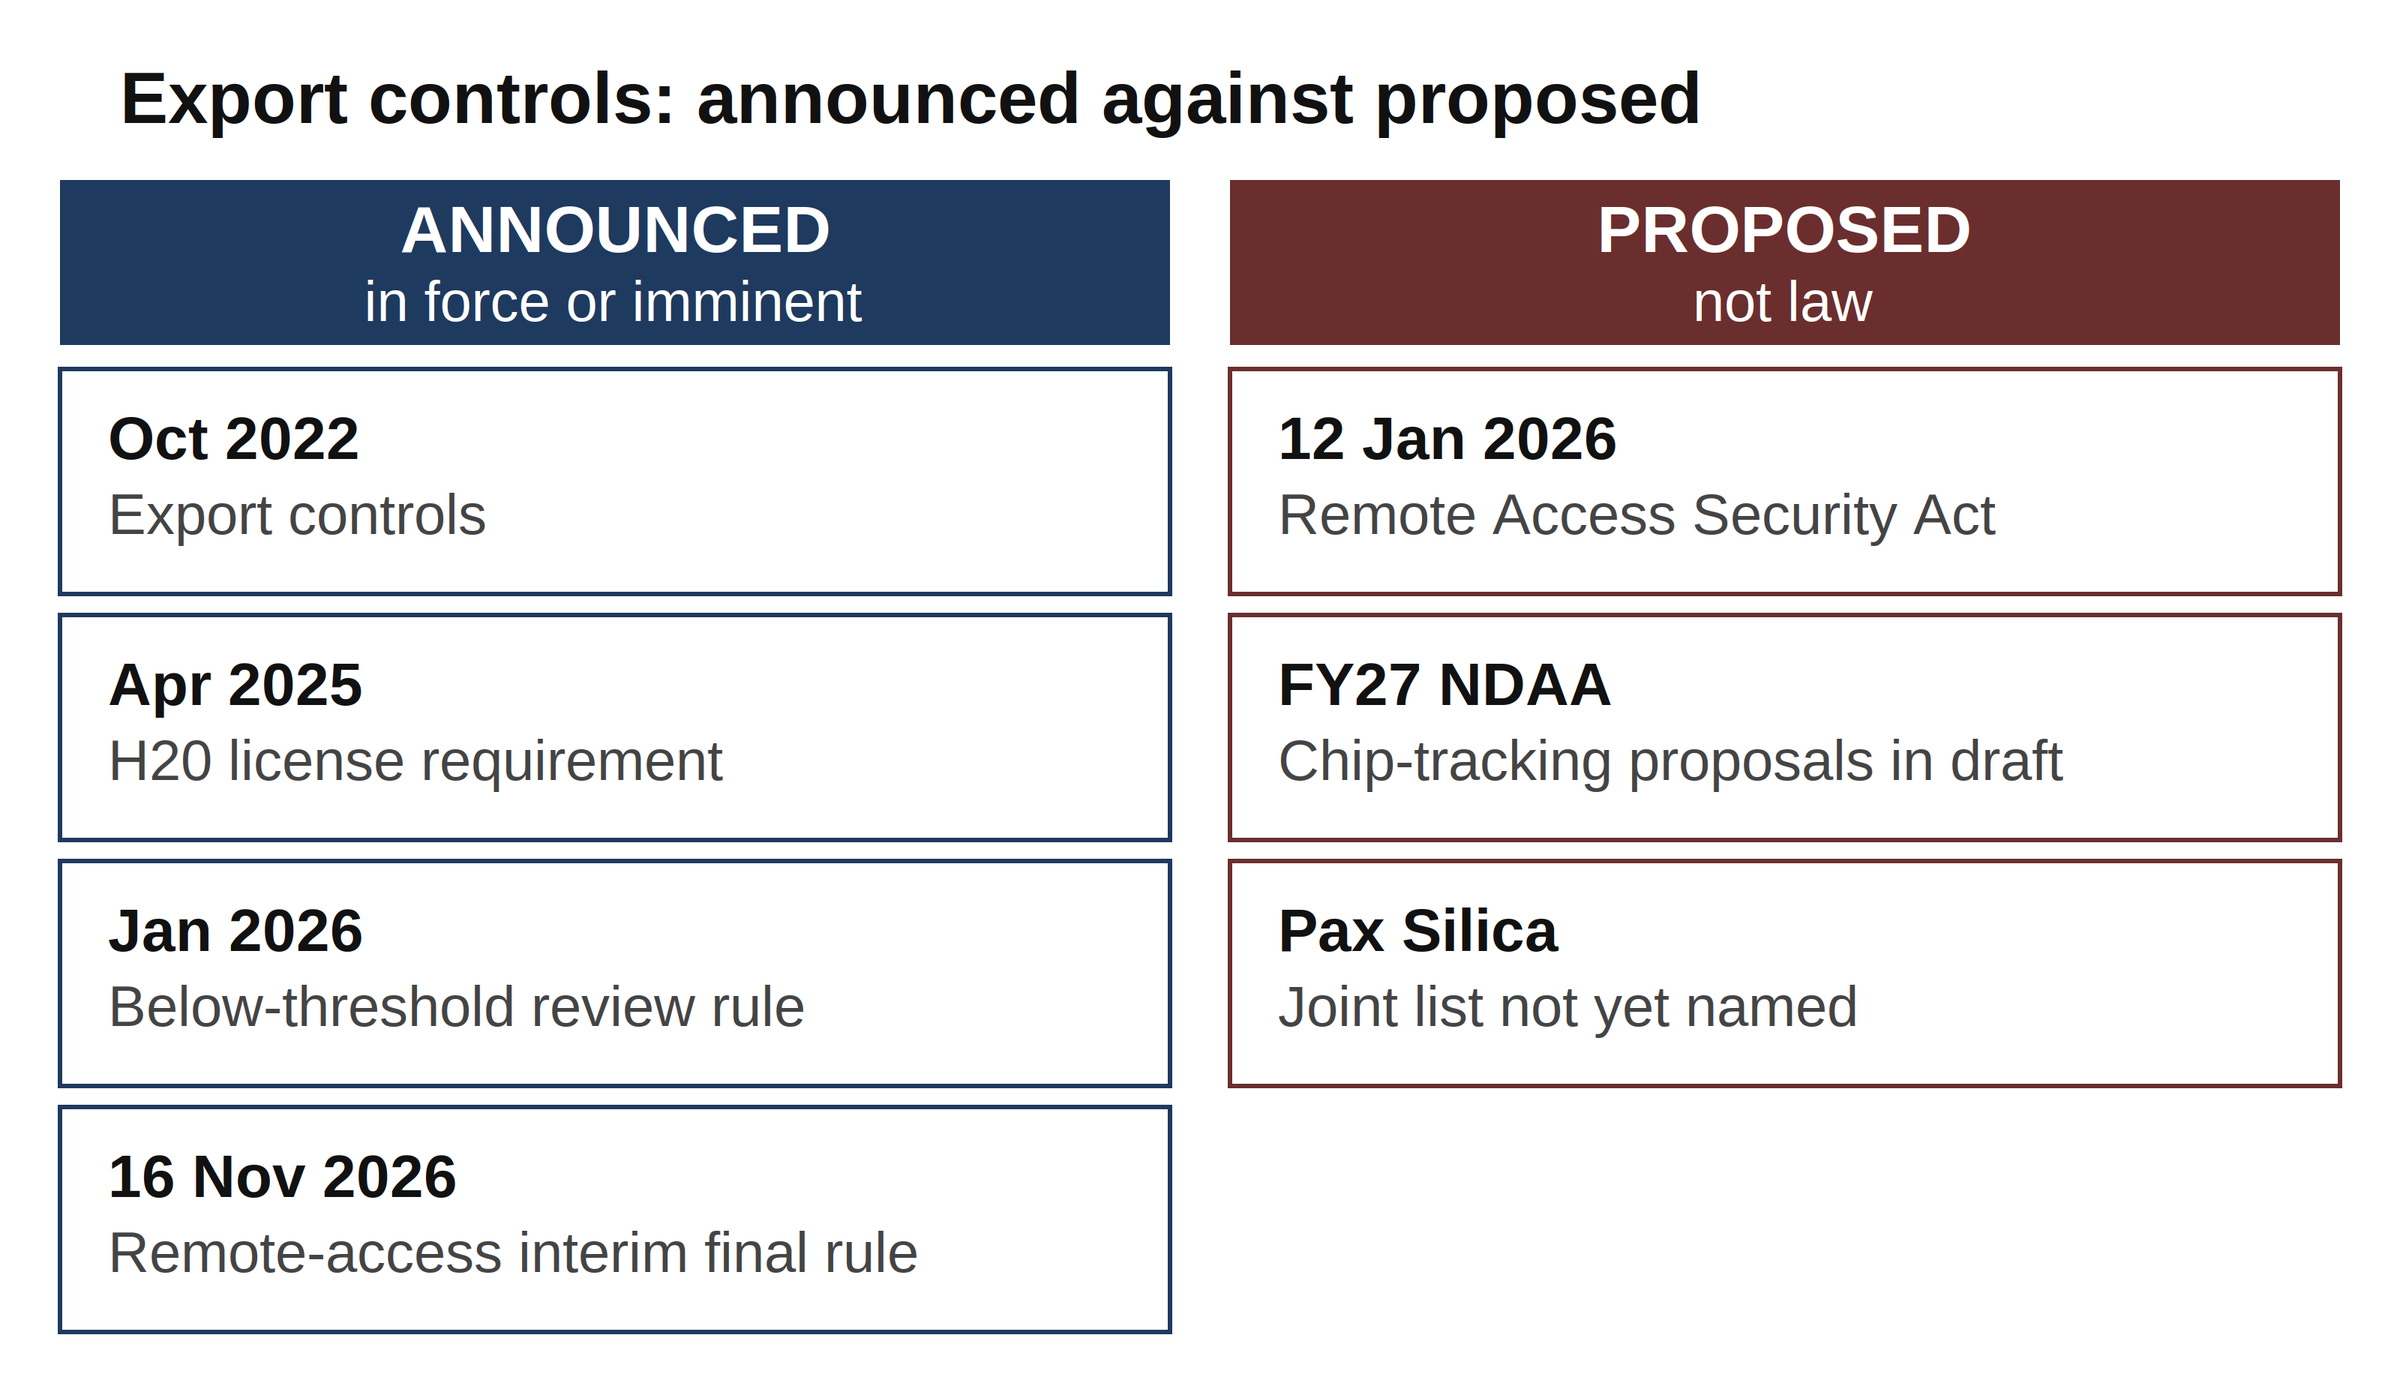 Export controls: announced against proposed
ANNOUNCED
in force or imminent
Oct 2022
Export controls
Apr 2025
H20 license requirement
Jan 2026
Below-threshold review rule
16 Nov 2026
Remote-access interim final rule
PROPOSED
not law
12 Jan 2026
Remote Access Security Act
FY27 NDAA
Chip-tracking proposals in draft
Pax Silica
Joint list not yet named